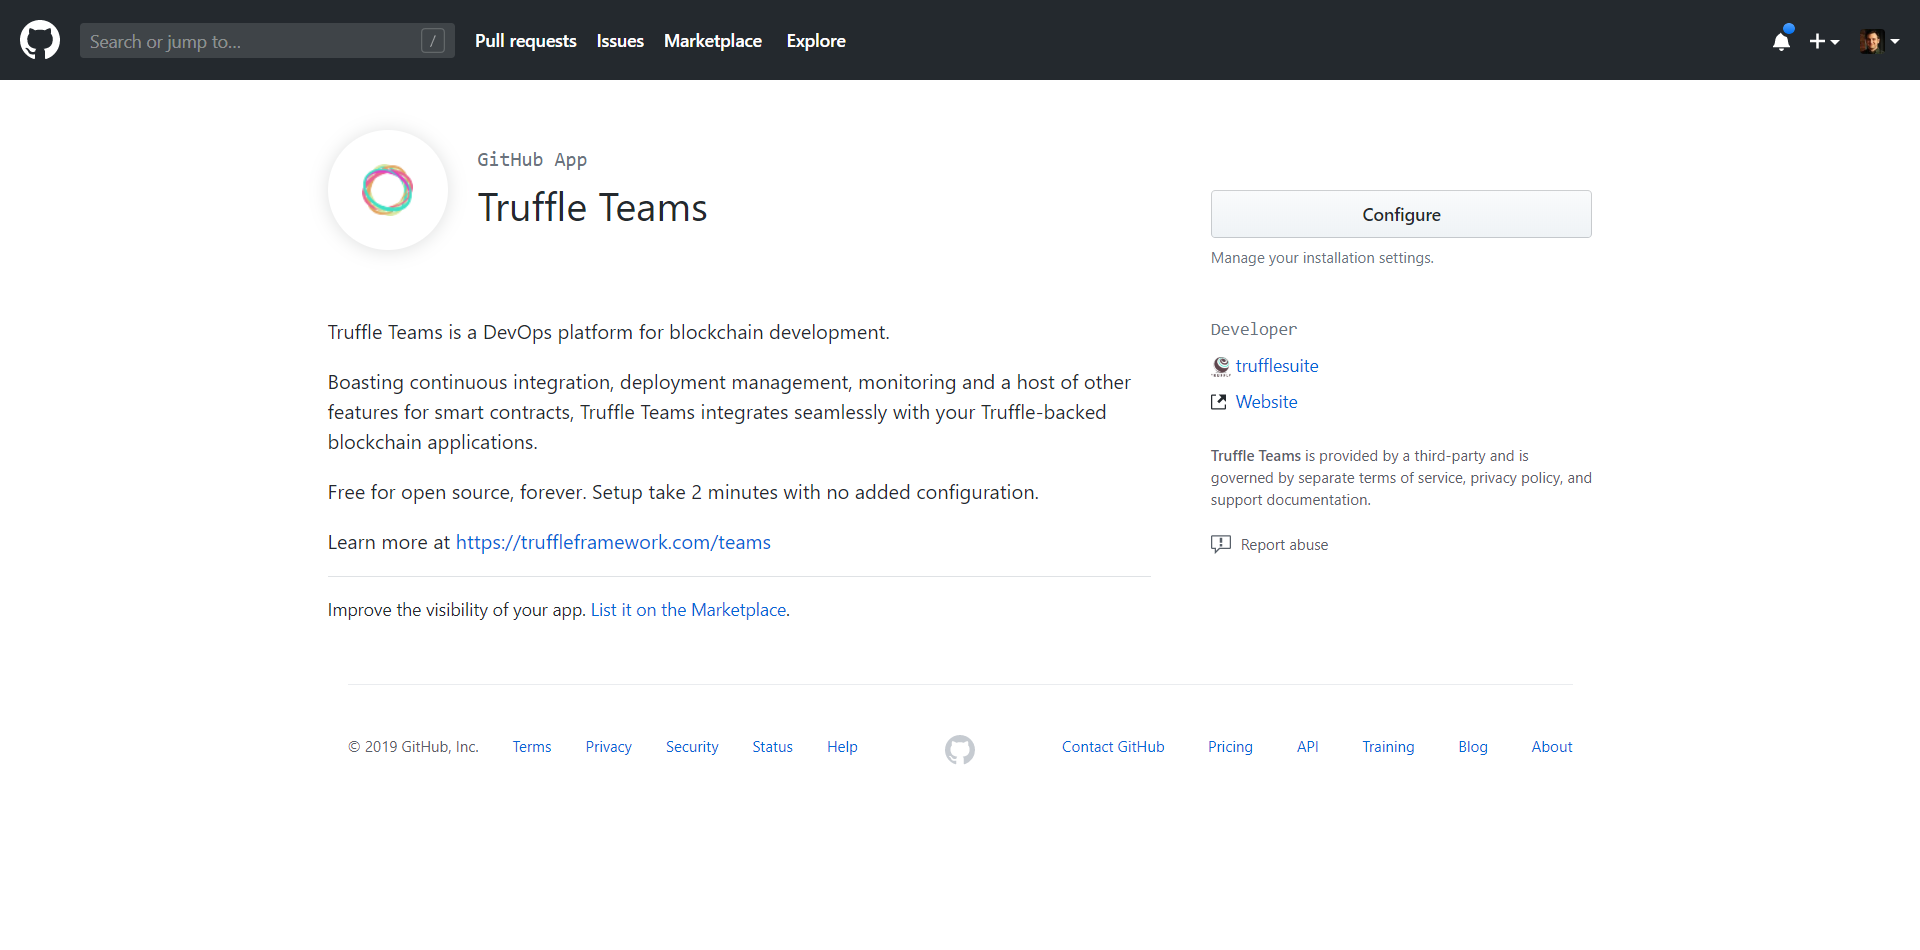 Search or jump to...
/
Pull requests
Issues
Marketplace
Explore
GitHub App
Truffle Teams
Configure
Manage your installation settings.
Truffle Teams is a DevOps platform for blockchain development.
Boasting continuous integration, deployment management, monitoring and a host of other
features for smart contracts, Truffle Teams integrates seamlessly with your Truffle-backed
blockchain applications.
Free for open source, forever. Setup take 2 minutes with no added configuration.
Learn more at https://truffleframework.com/teams
Improve the visibility of your app. List it on the Marketplace.
Developer
trufflesuite
Website
Truffle Teams is provided by a third-party and is
governed by separate terms of service, privacy policy, and
support documentation.
Report abuse
© 2019 GitHub, Inc.
Terms
Privacy
Security
Status
Help
Contact GitHub
Pricing
API
Training
Blog
About